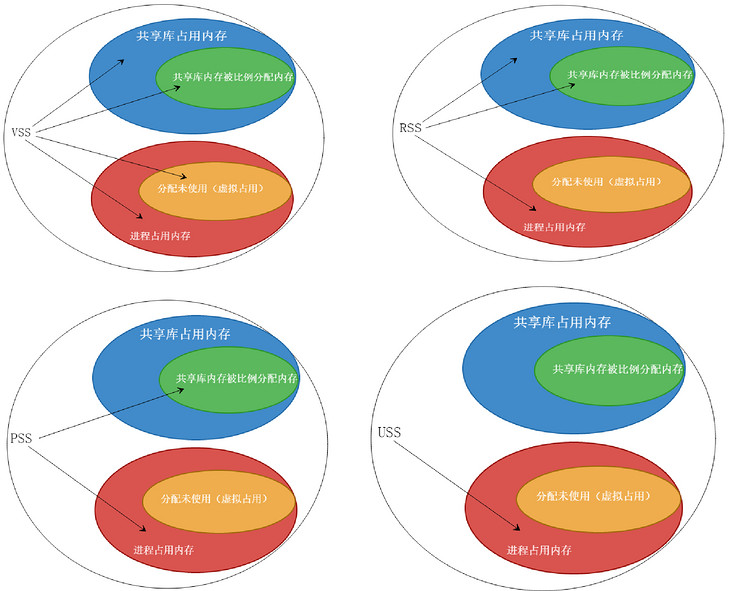 共享库占用内存
共享库内存被比例分配内存
VSS
分配未使用（虚拟占用）
进程占用内存
共享库占用内存
共享库内存被比例分配内存
RSS
分配未使用（虚拟占用）
进程占用内存
共享库占用内存
共享库内存被比例分配内存
PSS
分配未使用（虚拟占用）
进程占用内存
共享库占用内存
共享库内存被比例分配内存
USS
分配未使用（虚拟占用）
进程占用内存